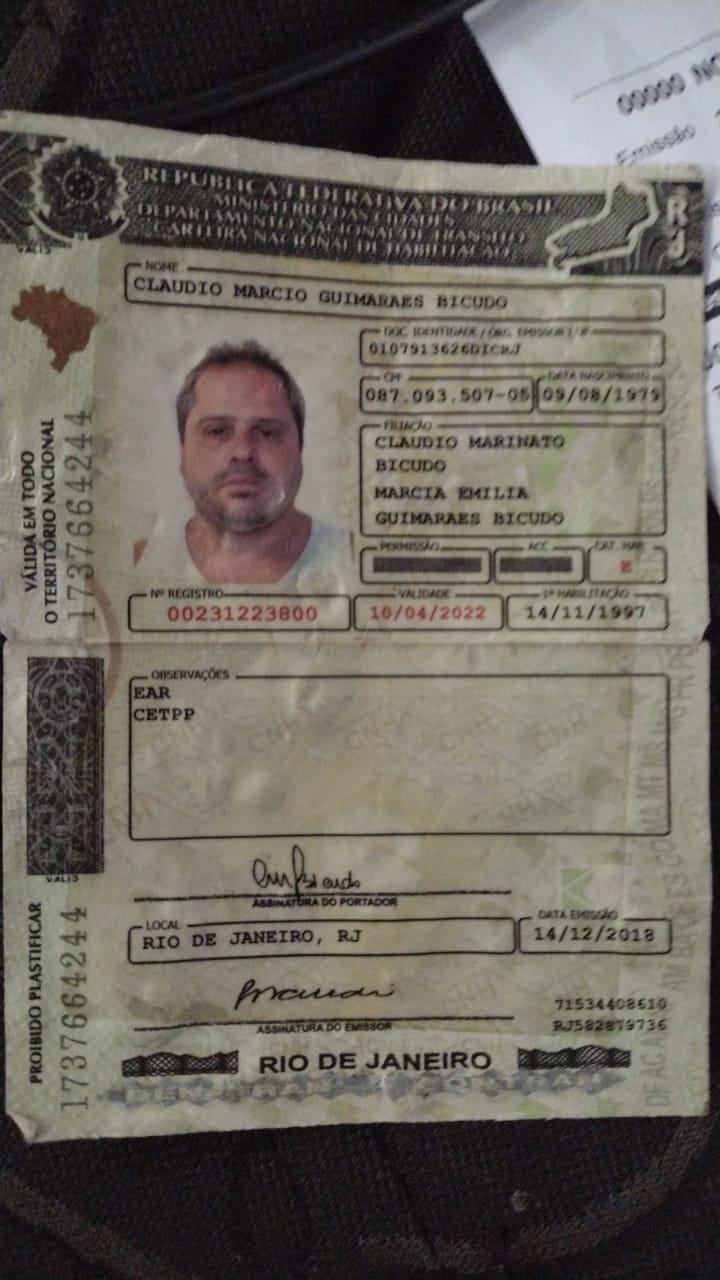 00000 NO
Emissão
REPÚBLICA FEDERATIVA DO BRASIL
MINISTÉRIO DAS CIDADES
DEPARTAMENTO NACIONAL DE TRÂNSITO
CARTEIRA NACIONAL DE HABILITAÇÃO
RJ
VALID
NOME
CLAUDIO MARCIO GUIMARAES BICUDO
DOC. IDENTIDADE / ÓRG. EMISSOR / UF
0107913626DICRJ
CPF
DATA NASCIMENTO
087.093.507-05
09/08/1979
FILIAÇÃO
CLAUDIO MARINATO
BICUDO
MARCIA EMILIA
GUIMARAES BICUDO
PERMISSÃO
ACC
CAT. HAB.
E
Nº REGISTRO
VALIDADE
1ª HABILITAÇÃO
00231223800
10/04/2022
14/11/1997
VÁLIDA EM TODO
O TERRITÓRIO NACIONAL
1737664244
OBSERVAÇÕES
EAR
CETPP
VALID
ASSINATURA DO PORTADOR
LOCAL
DATA EMISSÃO
RIO DE JANEIRO, RJ
14/12/2018
71534408610
RJ582879736
ASSINATURA DO EMISSOR
PROIBIDO PLASTIFICAR
1737664244
RIO DE JANEIRO